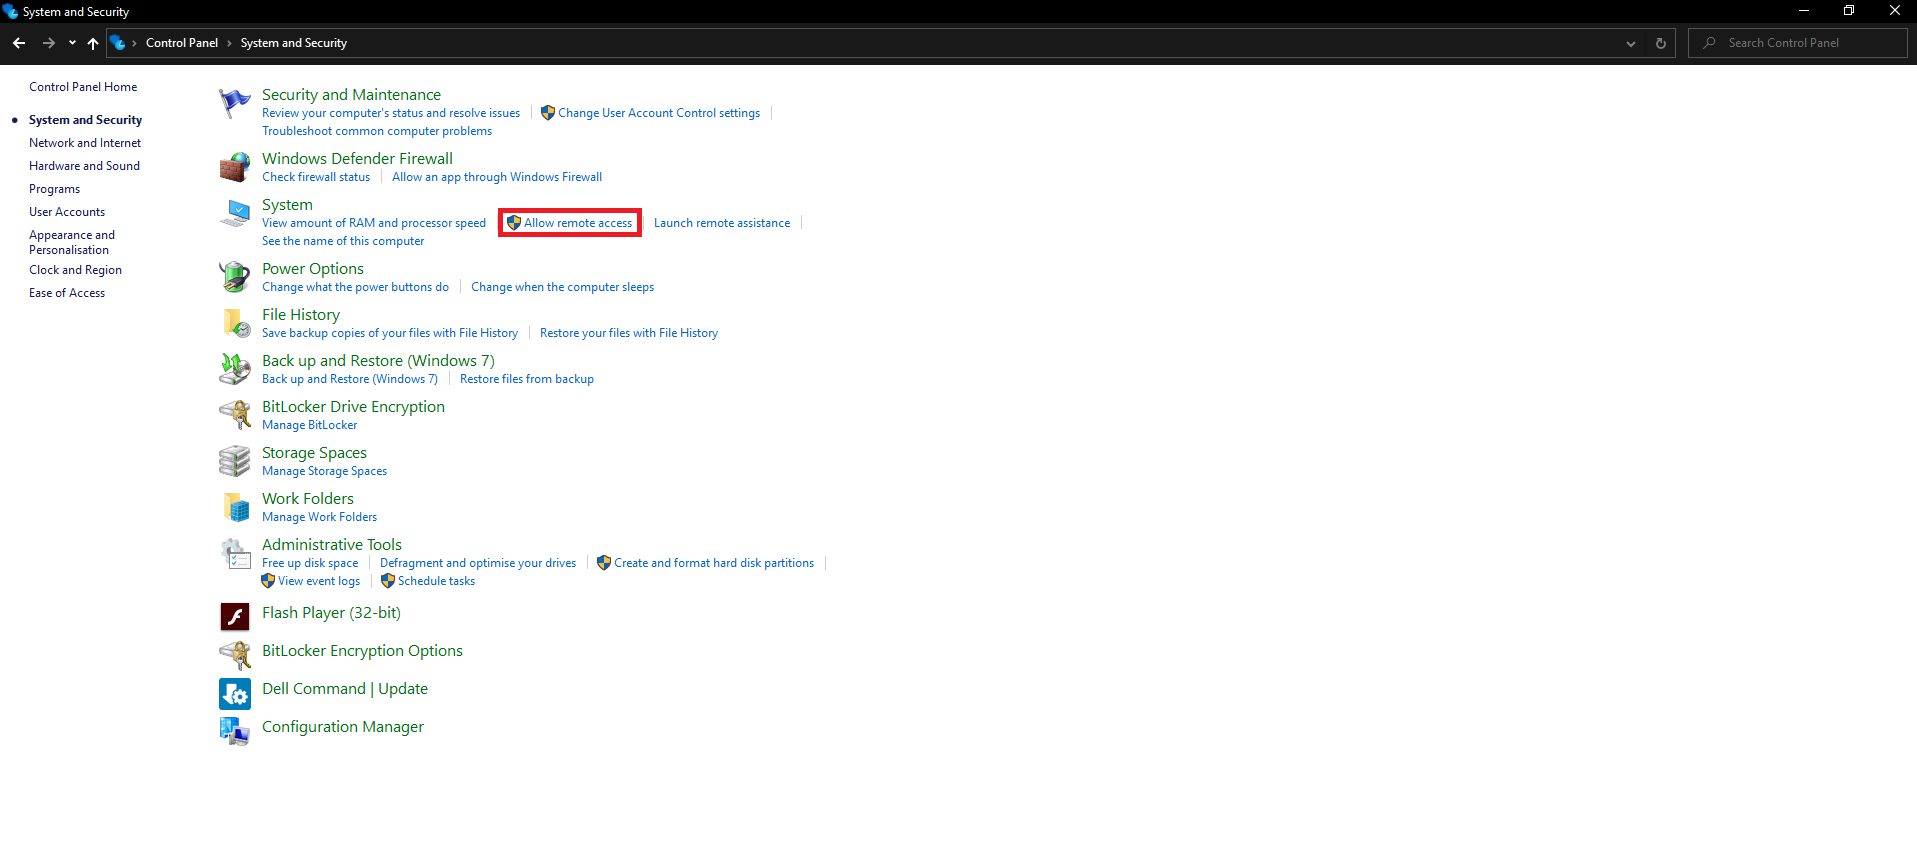 System and Security
Control Panel › System and Security
Search Control Panel
Control Panel Home
System and Security
Network and Internet
Hardware and Sound
Programs
User Accounts
Appearance and
Personalisation
Clock and Region
Ease of Access
Security and Maintenance
Review your computer's status and resolve issues Change User Account Control settings
Troubleshoot common computer problems
Windows Defender Firewall
Check firewall status Allow an app through Windows Firewall
System
View amount of RAM and processor speed Allow remote access Launch remote assistance
See the name of this computer
Power Options
Change what the power buttons do Change when the computer sleeps
File History
Save backup copies of your files with File History Restore your files with File History
Back up and Restore (Windows 7)
Back up and Restore (Windows 7) Restore files from backup
BitLocker Drive Encryption
Manage BitLocker
Storage Spaces
Manage Storage Spaces
Work Folders
Manage Work Folders
Administrative Tools
Free up disk space Defragment and optimise your drives Create and format hard disk partitions
View event logs Schedule tasks
Flash Player (32-bit)
BitLocker Encryption Options
Dell Command | Update
Configuration Manager